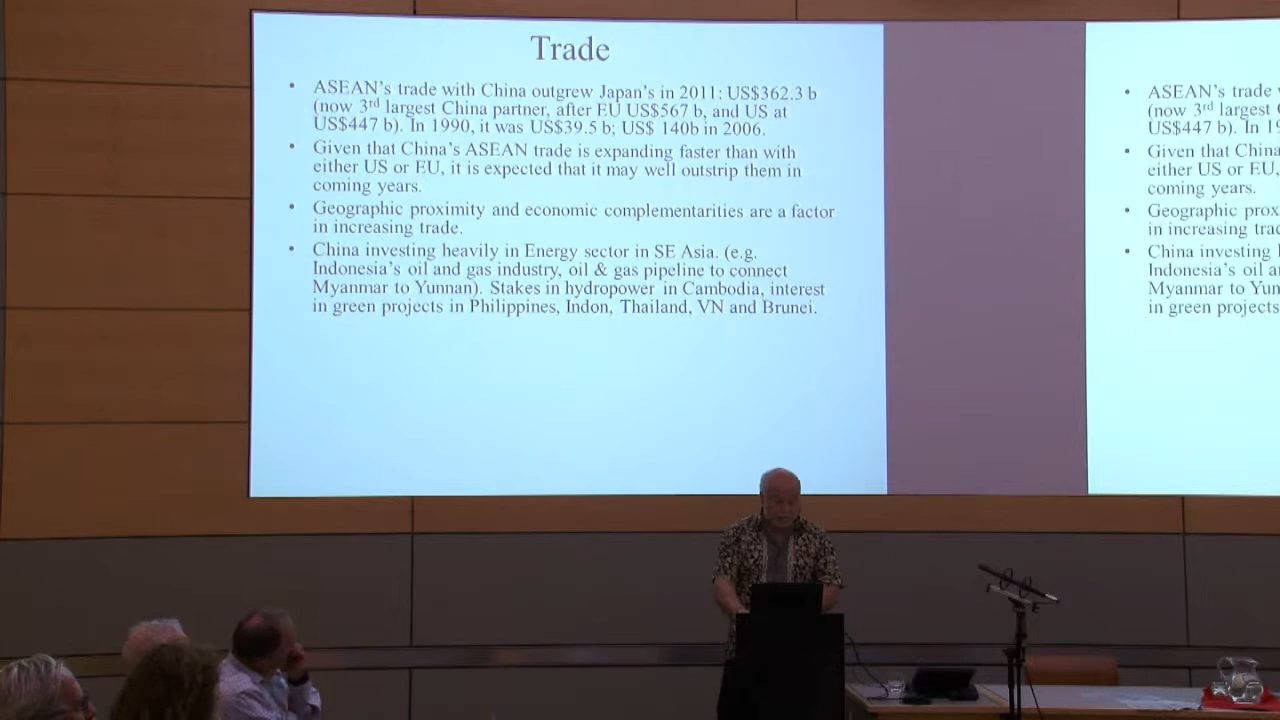 Trade
• ASEAN's trade with China outgrew Japan's in 2011: US$362.3 b
(now 3rd largest China partner, after EU US$567 b, and US at
US$447 b). In 1990, it was US$39.5 b; US$ 140b in 2006.
• Given that China's ASEAN trade is expanding faster than with
either US or EU, it is expected that it may well outstrip them in
coming years.
• Geographic proximity and economic complementarities are a factor
in increasing trade.
• China investing heavily in Energy sector in SE Asia. (e.g.
Indonesia's oil and gas industry, oil & gas pipeline to connect
Myanmar to Yunnan). Stakes in hydropower in Cambodia, interest
in green projects in Philippines, Indon, Thailand, VN and Brunei.
• ASEAN's trade
(now 3rd largest
US$447 b). In 19
• Given that China
either US or EU,
coming years.
• Geographic prox
in increasing trad
• China investing
Indonesia's oil a
Myanmar to Yun
in green projects